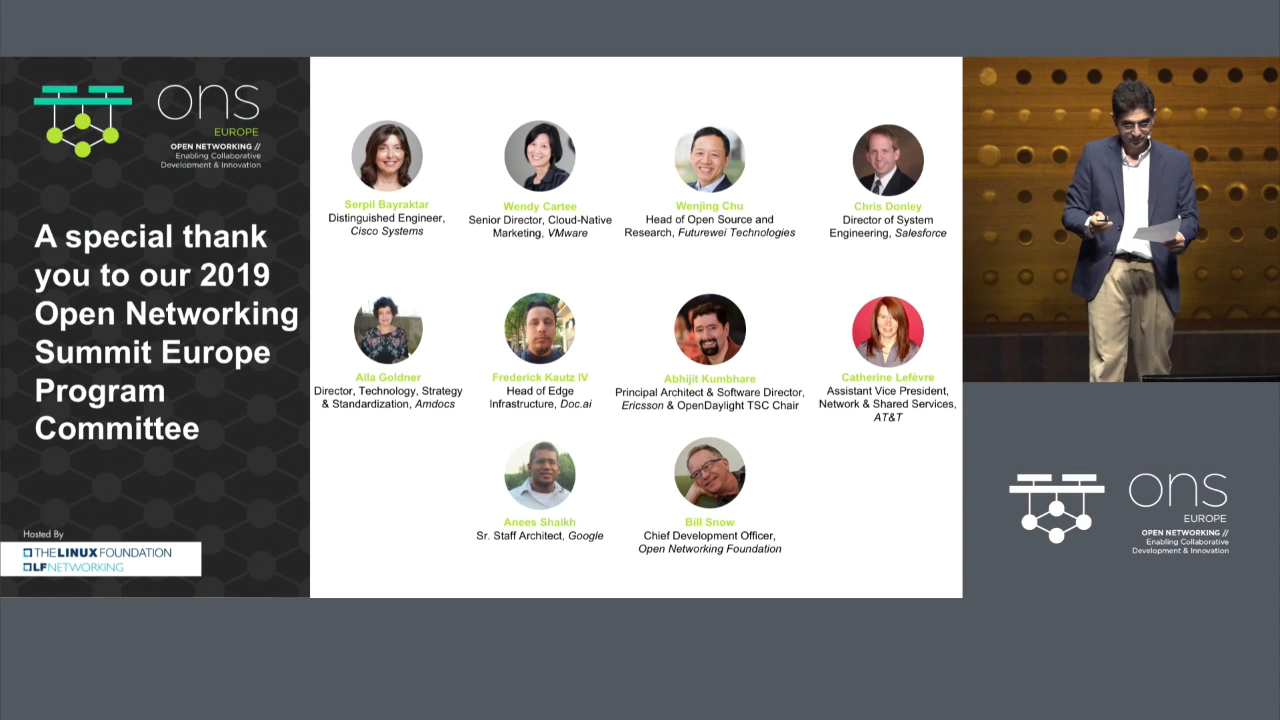 ons
EUROPE
OPEN NETWORKING //
Enabling Collaborative
Development & Innovation
A special thank
you to our 2019
Open Networking
Summit Europe
Program
Committee
Hosted By
THE LINUX FOUNDATION
LF NETWORKING
Serpil Bayraktar
Distinguished Engineer,
Cisco Systems
Wendy Cartee
Senior Director, Cloud-Native
Marketing, VMware
Wenjing Chu
Head of Open Source and
Research, Futurewei Technologies
Chris Donley
Director of System
Engineering, Salesforce
Alla Goldner
Director, Technology, Strategy
& Standardization, Amdocs
Frederick Kautz IV
Head of Edge
Infrastructure, Doc.ai
Abhijit Kumbhare
Principal Architect & Software Director,
Ericsson & OpenDaylight TSC Chair
Catherine Lefèvre
Assistant Vice President,
Network & Shared Services,
AT&T
Anees Shaikh
Sr. Staff Architect, Google
Bill Snow
Chief Development Officer,
Open Networking Foundation
ons
EUROPE
OPEN NETWORKING //
Enabling Collaborative
Development & Innovation